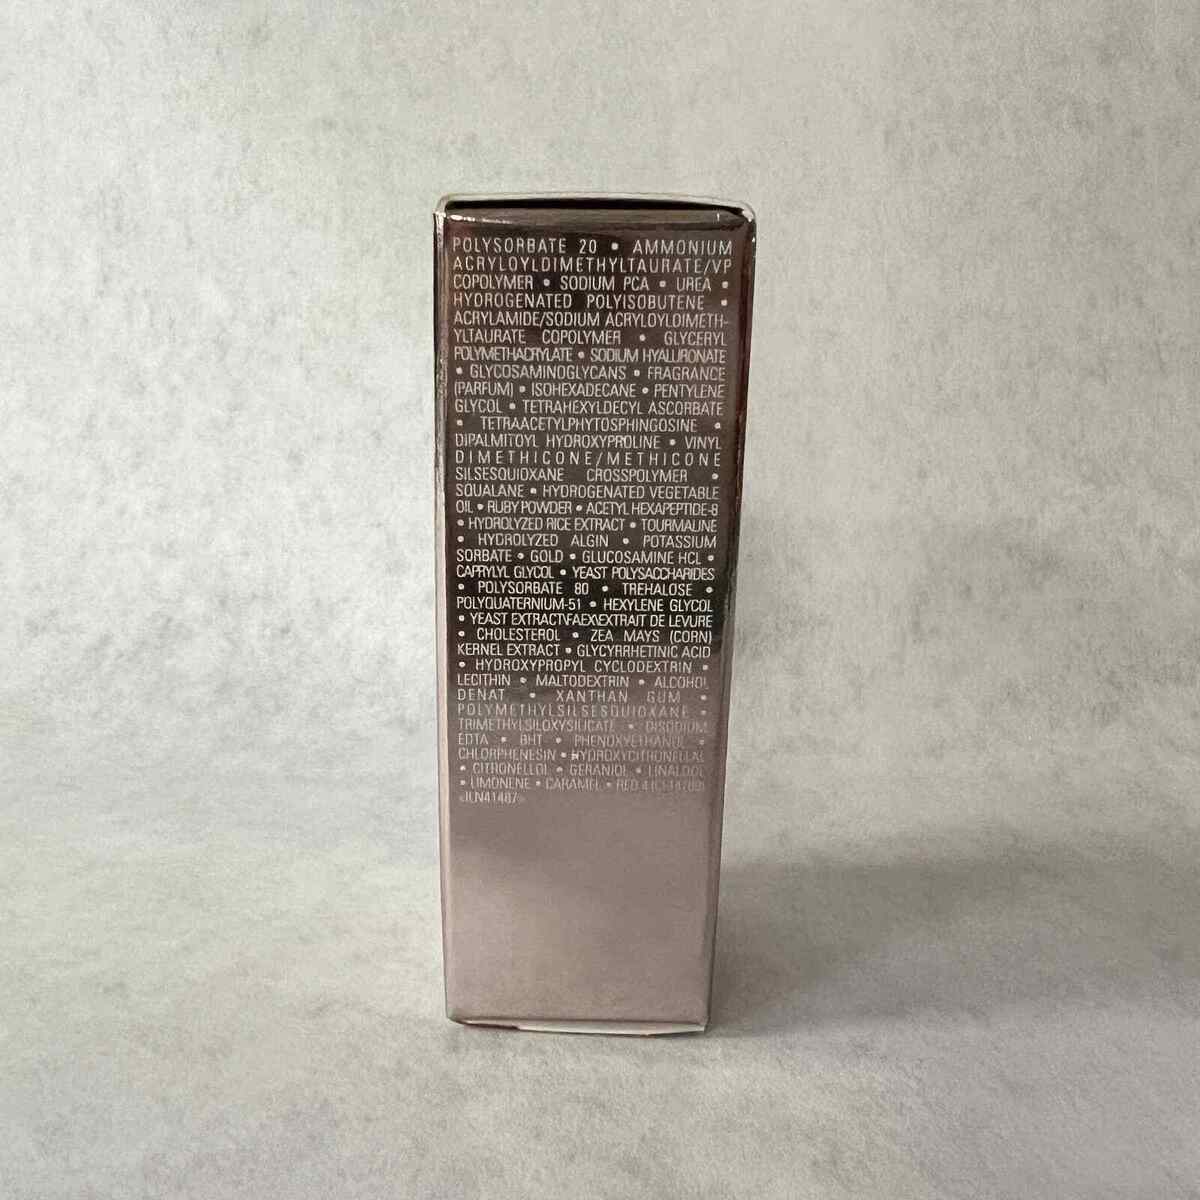 POLYSORBATE 20 • AMMONIUM
ACRYLOYLDIMETHYLTAURATE/VP
COPOLYMER • SODIUM PCA • UREA •
HYDROGENATED POLYISOBUTENE •
ACRYLAMIDE/SODIUM ACRYLOYLDIMETH-
YLTAURATE COPOLYMER • GLYCERYL
POLYMETHACRYLATE • SODIUM HYALURONATE
• GLYCOSAMINOGLYCANS • FRAGRANCE
(PARFUM) • ISOHEXADECANE • PENTYLENE
GLYCOL • TETRAHEXYLDECYL ASCORBATE
• TETRAACETYLPHYTOSPHINGOSINE •
DIPALMITOYL HYDROXYPROLINE • VINYL
DIMETHICONE/METHICONE
SILSESQUIOXANE CROSSPOLYMER •
SQUALANE • HYDROGENATED VEGETABLE
OIL • RUBY POWDER • ACETYL HEXAPEPTIDE-8
• HYDROLYZED RICE EXTRACT • TOURMALINE
• HYDROLYZED ALGIN • POTASSIUM
SORBATE • GOLD • GLUCOSAMINE HCL •
CAPRYLYL GLYCOL • YEAST POLYSACCHARIDES
• POLYSORBATE 80 • TREHALOSE •
POLYQUATERNIUM-51 • HEXYLENE GLYCOL
• YEAST EXTRACT\FAEX\EXTRAIT DE LEVURE
• CHOLESTEROL • ZEA MAYS (CORN)
KERNEL EXTRACT • GLYCYRRHETINIC ACID
• HYDROXYPROPYL CYCLODEXTRIN •
LECITHIN • MALTODEXTRIN • ALCOHOL
DENAT. • XANTHAN GUM •
POLYMETHYLSILSESQUIOXANE •
TRIMETHYLSILOXYSILICATE • DISODIUM
EDTA • BHT • PHENOXYETHANOL •
CHLORPHENESIN • HYDROXYCITRONELLAL
• CITRONELLOL • GERANIOL • LINALOOL
• LIMONENE • CARAMEL • RED 4 (CI 14700)
<ILN41487>